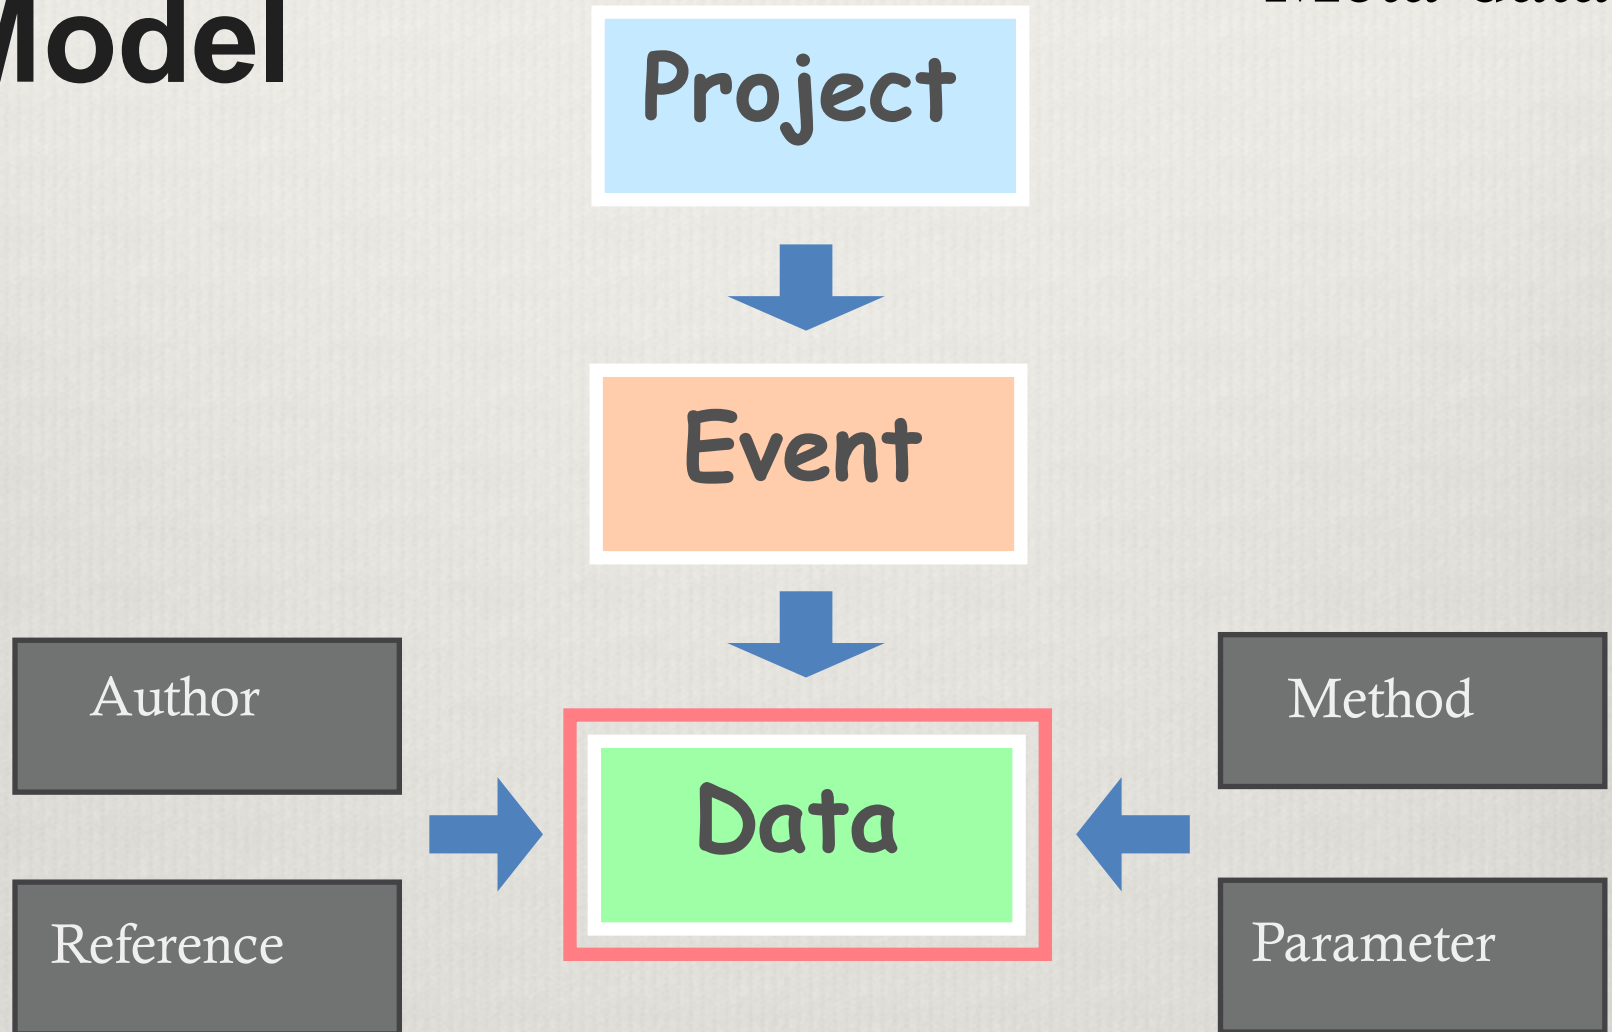 Model
Project
Event
Author
Method
Data
Reference
Parameter